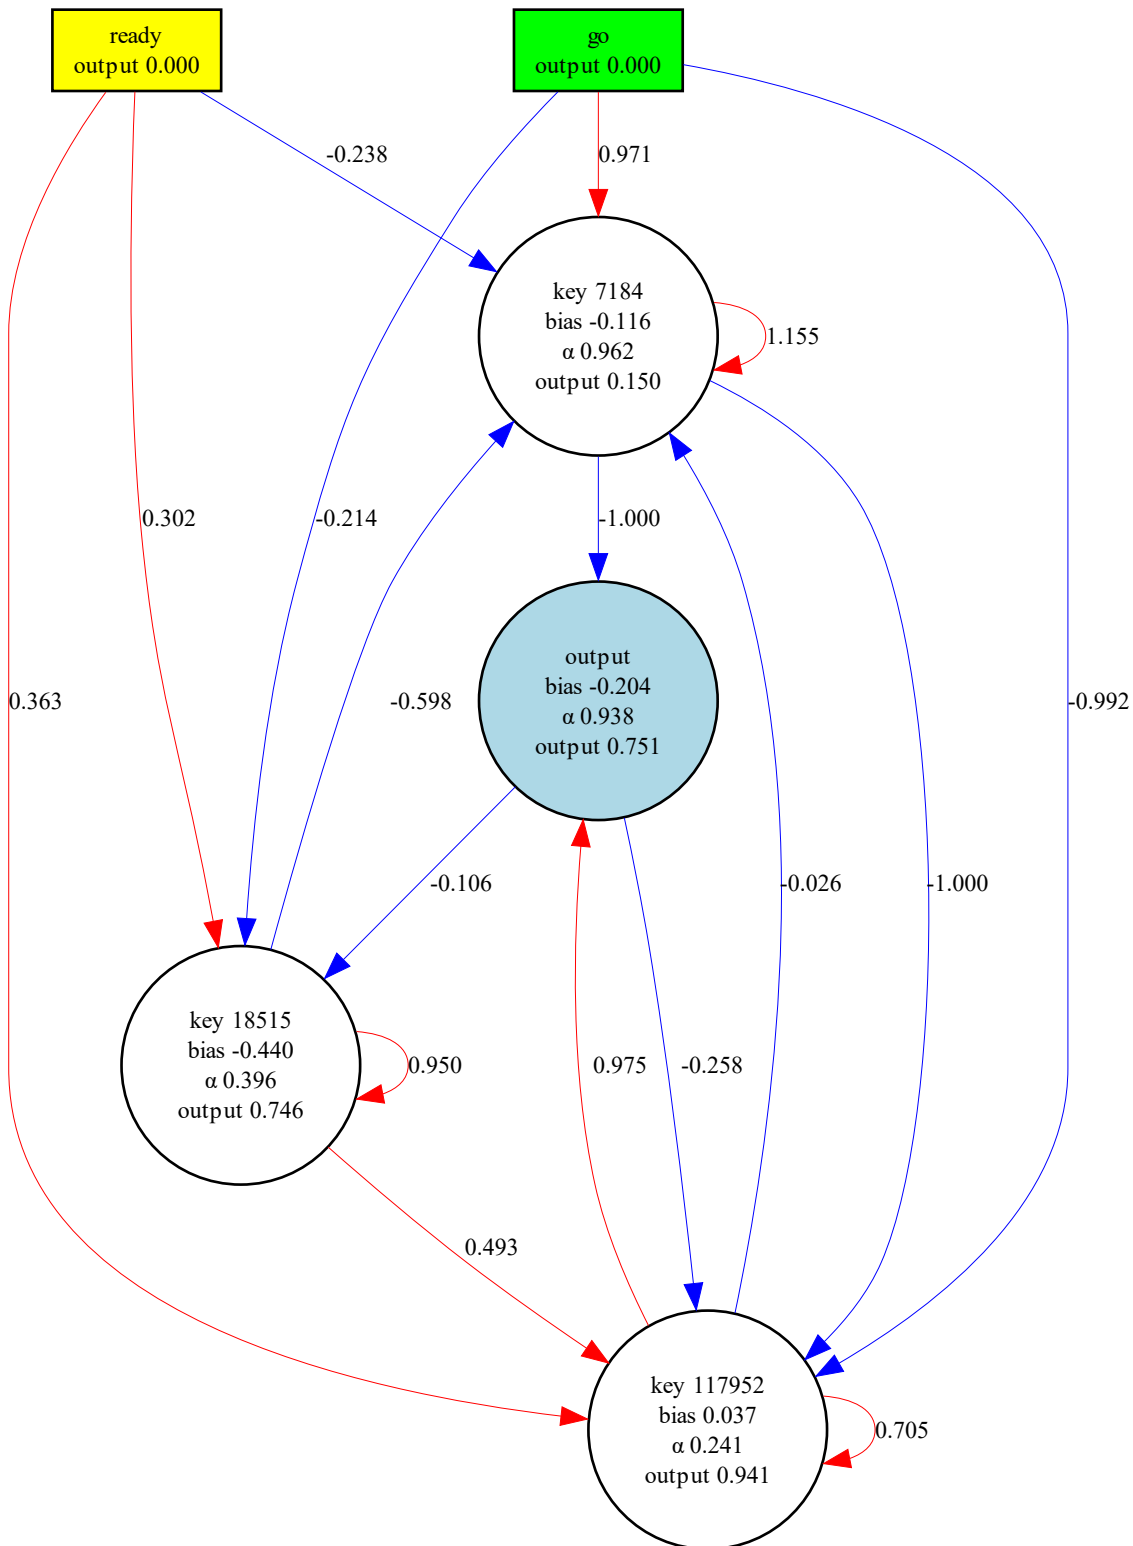 ready
output 0.000
go
output 0.000
-0.238
0.971
key 7184
bias -0.116
α 0.962
output 0.150
1.155
0.302
-0.214
-1.000
output
bias -0.204
α 0.938
output 0.751
0.363
-0.598
-0.992
-0.106
-0.026
-1.000
key 18515
bias -0.440
α 0.396
output 0.746
0.950
0.975
-0.258
0.493
key 117952
bias 0.037
α 0.241
output 0.941
0.705